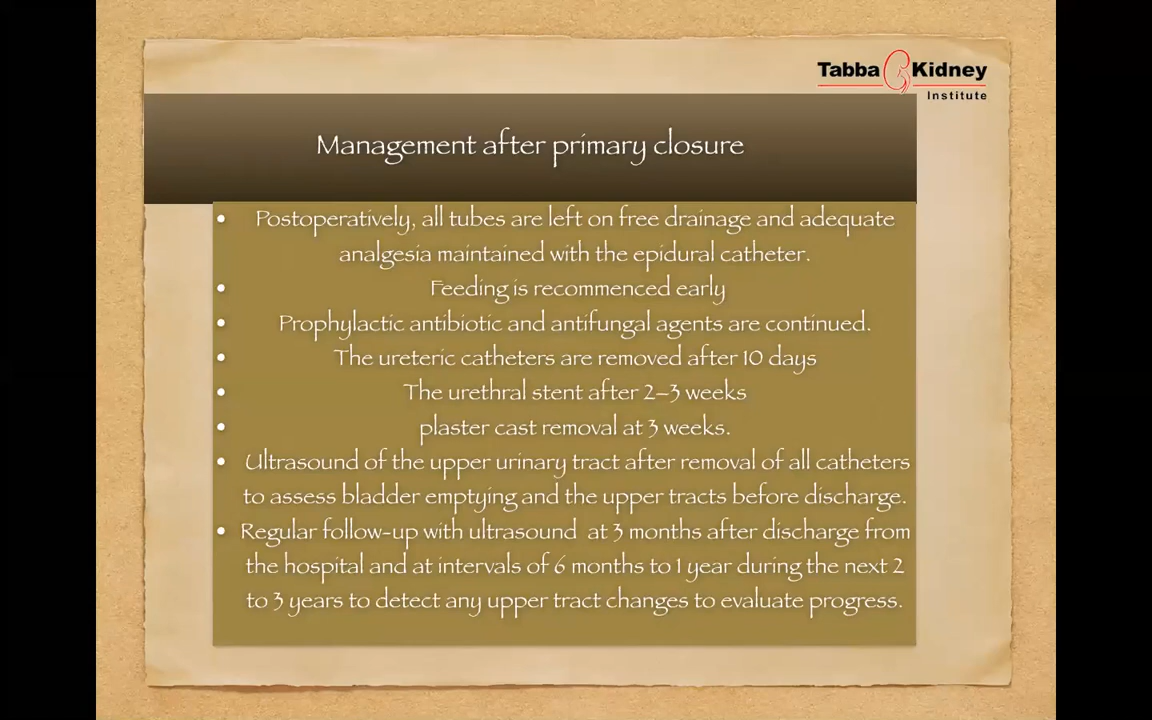 Tabba Kidney
Institute
Management after primary closure
• Postoperatively, all tubes are left on free drainage and adequate
analgesia maintained with the epidural catheter.
• Feeding is recommenced early
• Prophylactic antibiotic and antifungal agents are continued.
• The ureteric catheters are removed after 10 days
• The urethral stent after 2–3 weeks
• plaster cast removal at 3 weeks.
• Ultrasound of the upper urinary tract after removal of all catheters
to assess bladder emptying and the upper tracts before discharge.
• Regular follow-up with ultrasound at 3 months after discharge from
the hospital and at intervals of 6 months to 1 year during the next 2
to 3 years to detect any upper tract changes to evaluate progress.